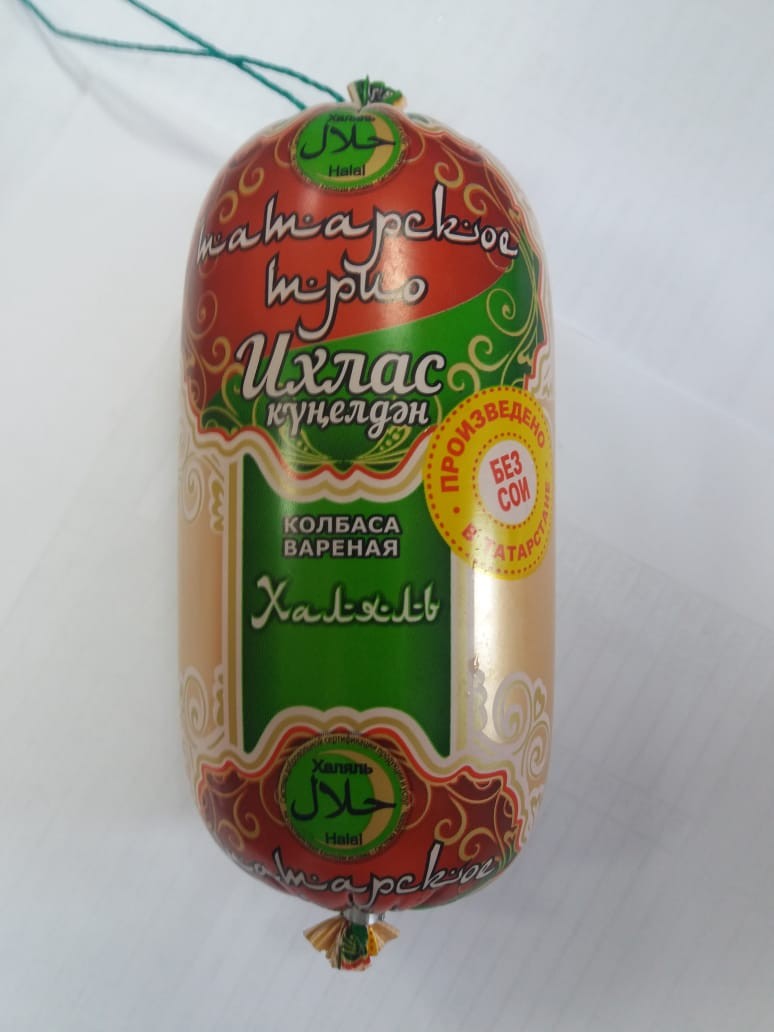 Халяль
حلال
Halal
татарское
трио
Ихлас
күңелдән
ПРОИЗВЕДЕНО
В ТАТАРСТАНЕ
БЕЗ
СОИ
КОЛБАСА
ВАРЕНАЯ
Халяль
Халяль
حلال
Halal
татарское